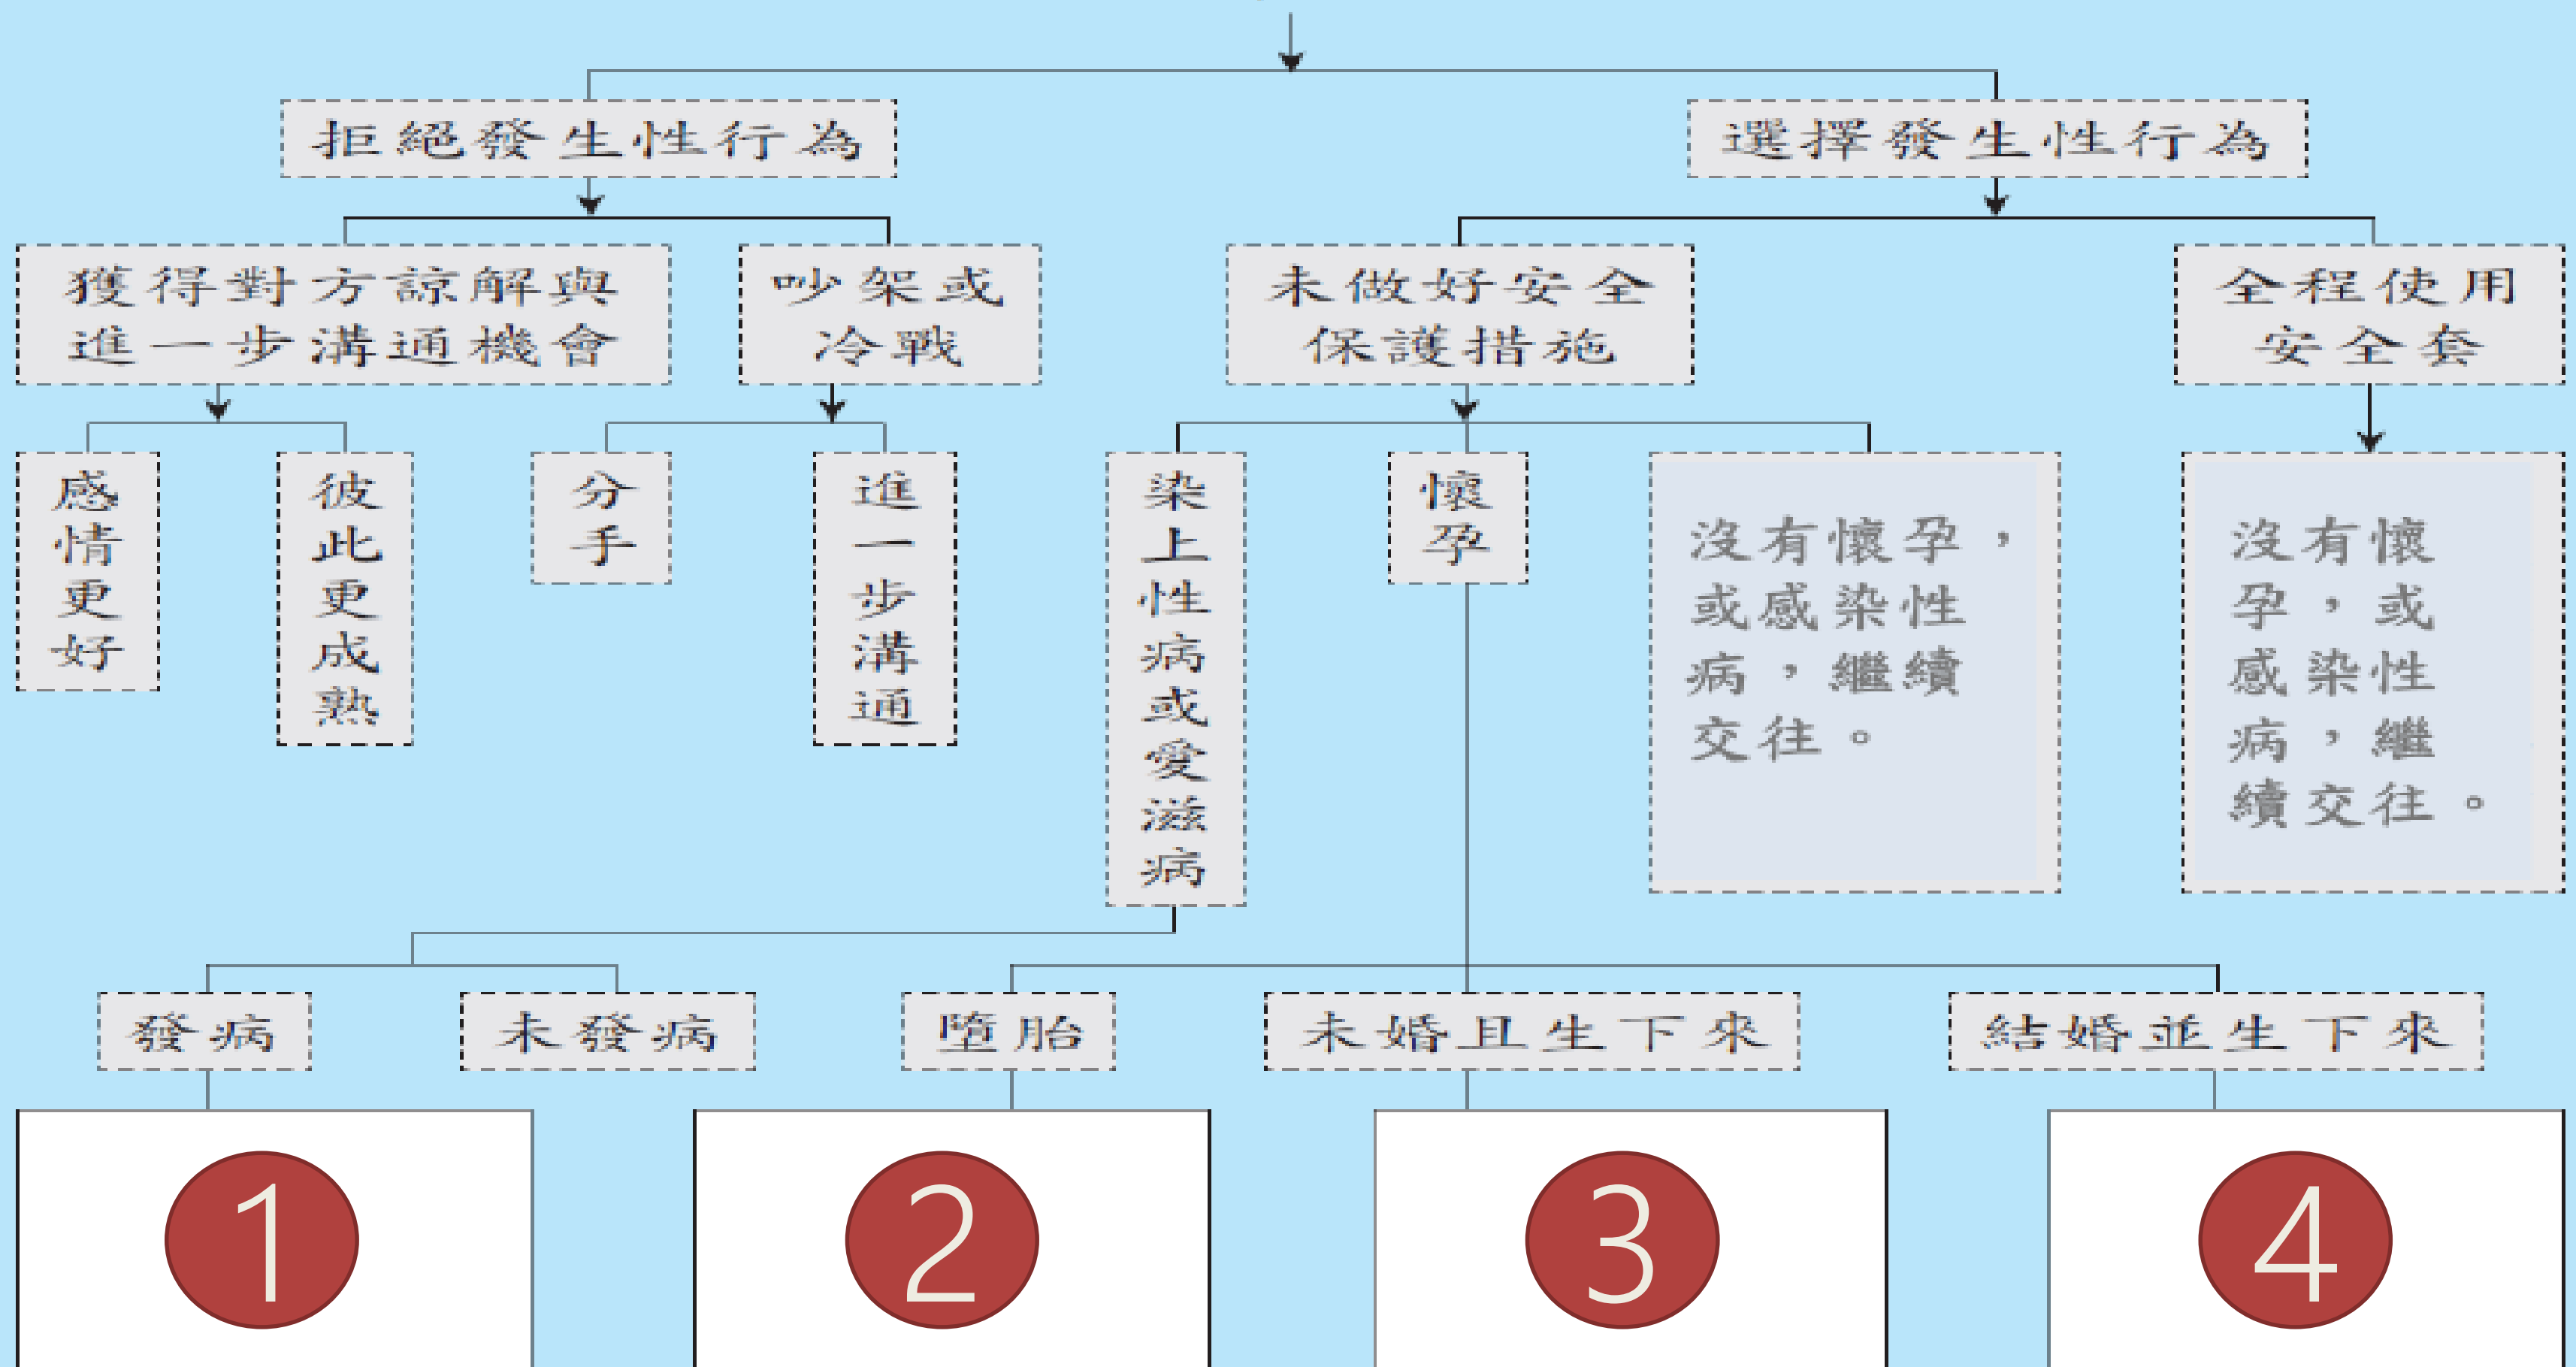 拒絕發生性行為
選擇發生性行為
獲得對方諒解與
進一步溝通機會
吵架或
冷戰
未做好安全
保護措施
全程使用
安全套
感情更好
彼此更成熟
分手
進一步溝通
染上性病或愛滋病
懷孕
沒有懷孕，
或感染性
病，繼續
交往。
沒有懷
孕，或
感染性
病，繼
續交往。
發病
未發病
墮胎
未婚且生下來
結婚並生下來
1
2
3
4